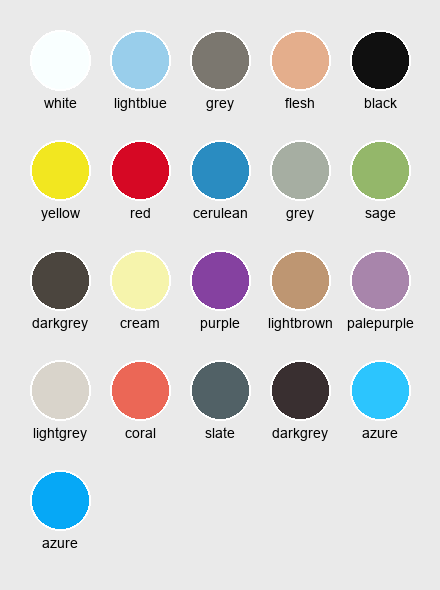 white lightblue grey flesh black
yellow red cerulean grey sage
darkgrey cream purple lightbrown palepurple
lightgrey coral slate darkgrey azure
azure